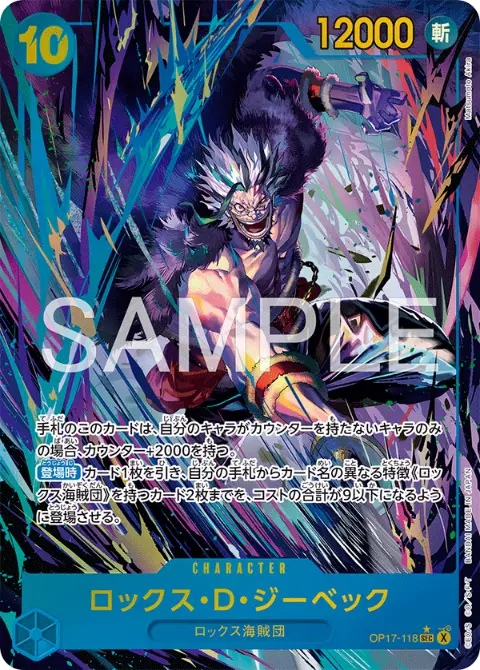 10
12000
斬
Matsumoto Akira
SAMPLE
手札のこのカードは、自分のキャラがカウンターを持たないキャラのみ
の場合、カウンター+2000を持つ。
登場時 カード1枚を引き、自分の手札からカード名の異なる特徴《ロッ
クス海賊団》を持つカード2枚までを、コストの合計が9以下になるよう
に登場させる。
CHARACTER
ロックス・D・ジーベック
ロックス海賊団
OP17-118 SEC
BANDAI MADE IN JAPAN